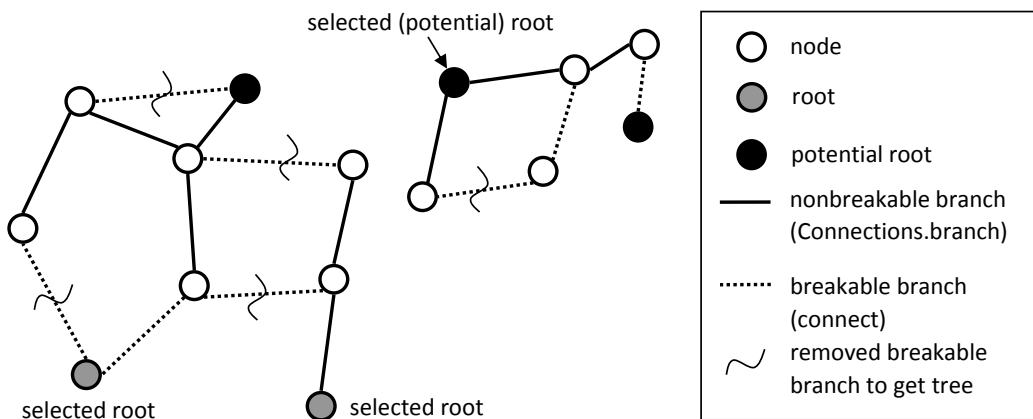 selected (potential) root
selected root
selected root
node
root
potential root
nonbreakable branch
(Connections.branch)
breakable branch
(connect)
removed breakable
branch to get tree